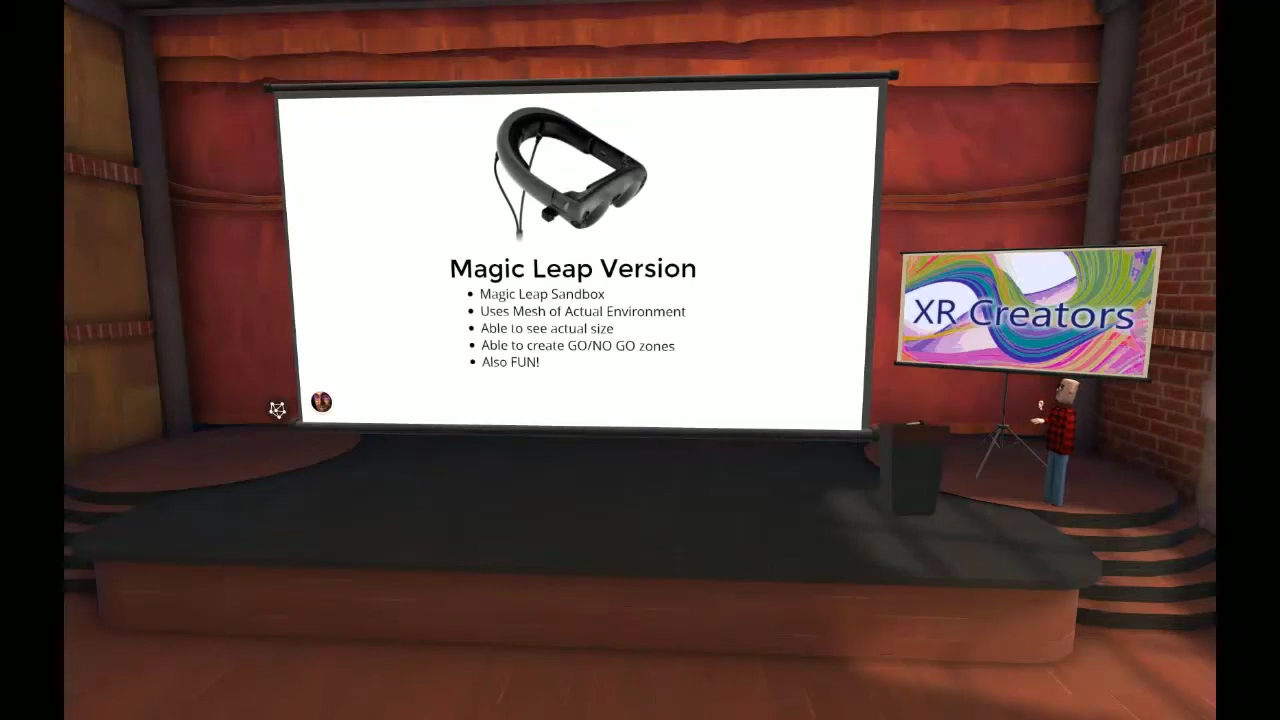 Magic Leap Version
• Magic Leap Sandbox
• Uses Mesh of Actual Environment
• Able to see actual size
• Able to create GO/NO GO zones
• Also FUN!
XR Creators